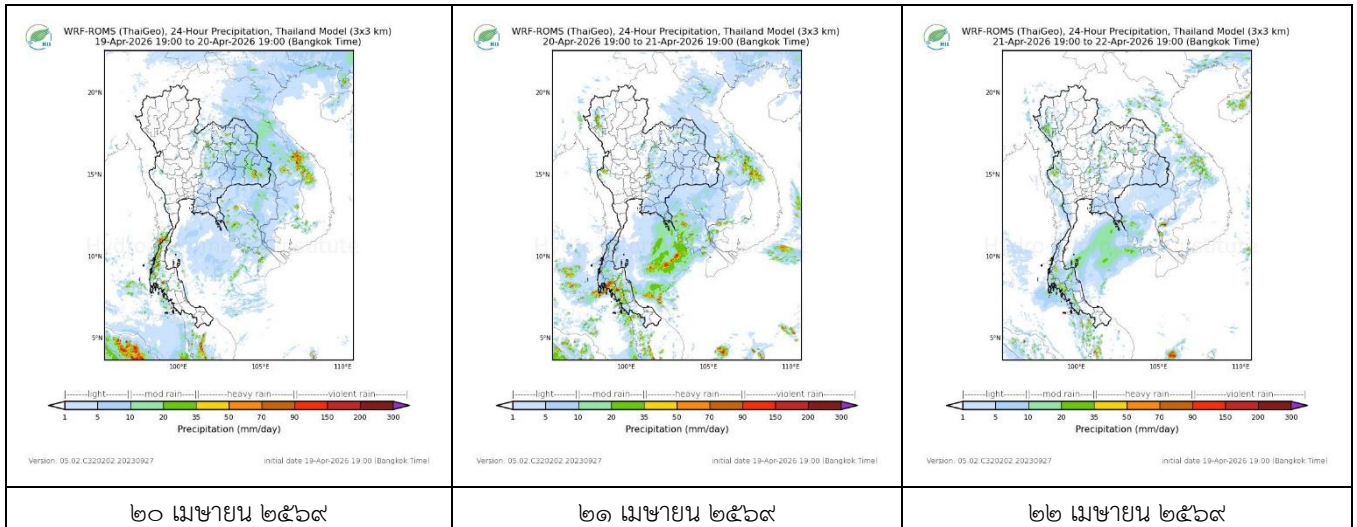 WRF-ROMS (ThaiGeo), 24-Hour Precipitation, Thailand Model (3x3 km)
19-Apr-2026 19:00 to 20-Apr-2026 19:00 (Bangkok Time)
20°N
15°N
10°N
5°N
100°E 105°E 110°E
light mod.rain heavy rain violent rain
1 5 10 20 35 50 70 90 150 200 300
Precipitation (mm/day)
Version: 05.02.C320202.20230927 initial date 19-Apr-2026 19:00 (Bangkok Time)
๒๐ เมษายน ๒๕๖๙
WRF-ROMS (ThaiGeo), 24-Hour Precipitation, Thailand Model (3x3 km)
20-Apr-2026 19:00 to 21-Apr-2026 19:00 (Bangkok Time)
20°N
15°N
10°N
5°N
100°E 105°E 110°E
light mod.rain heavy rain violent rain
1 5 10 20 35 50 70 90 150 200 300
Precipitation (mm/day)
Version: 05.02.C320202.20230927 initial date 19-Apr-2026 19:00 (Bangkok Time)
๒๑ เมษายน ๒๕๖๙
WRF-ROMS (ThaiGeo), 24-Hour Precipitation, Thailand Model (3x3 km)
21-Apr-2026 19:00 to 22-Apr-2026 19:00 (Bangkok Time)
20°N
15°N
10°N
5°N
100°E 105°E 110°E
light mod.rain heavy rain violent rain
1 5 10 20 35 50 70 90 150 200 300
Precipitation (mm/day)
Version: 05.02.C320202.20230927 initial date 19-Apr-2026 19:00 (Bangkok Time)
๒๒ เมษายน ๒๕๖๙